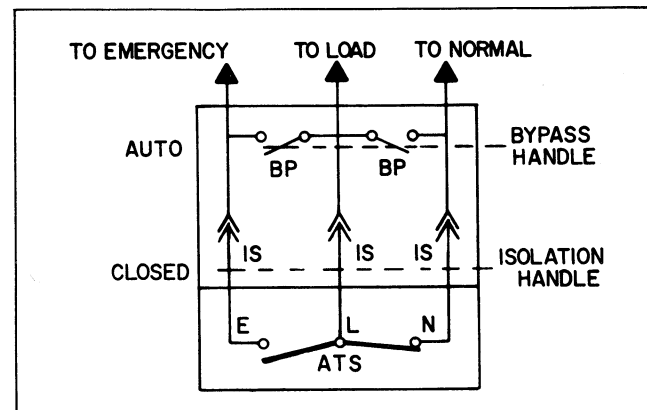 TO EMERGENCY TO LOAD TO NORMAL
AUTO
BP BP
BYPASS
HANDLE
IS IS IS
CLOSED
ISOLATION
HANDLE
E L N
ATS